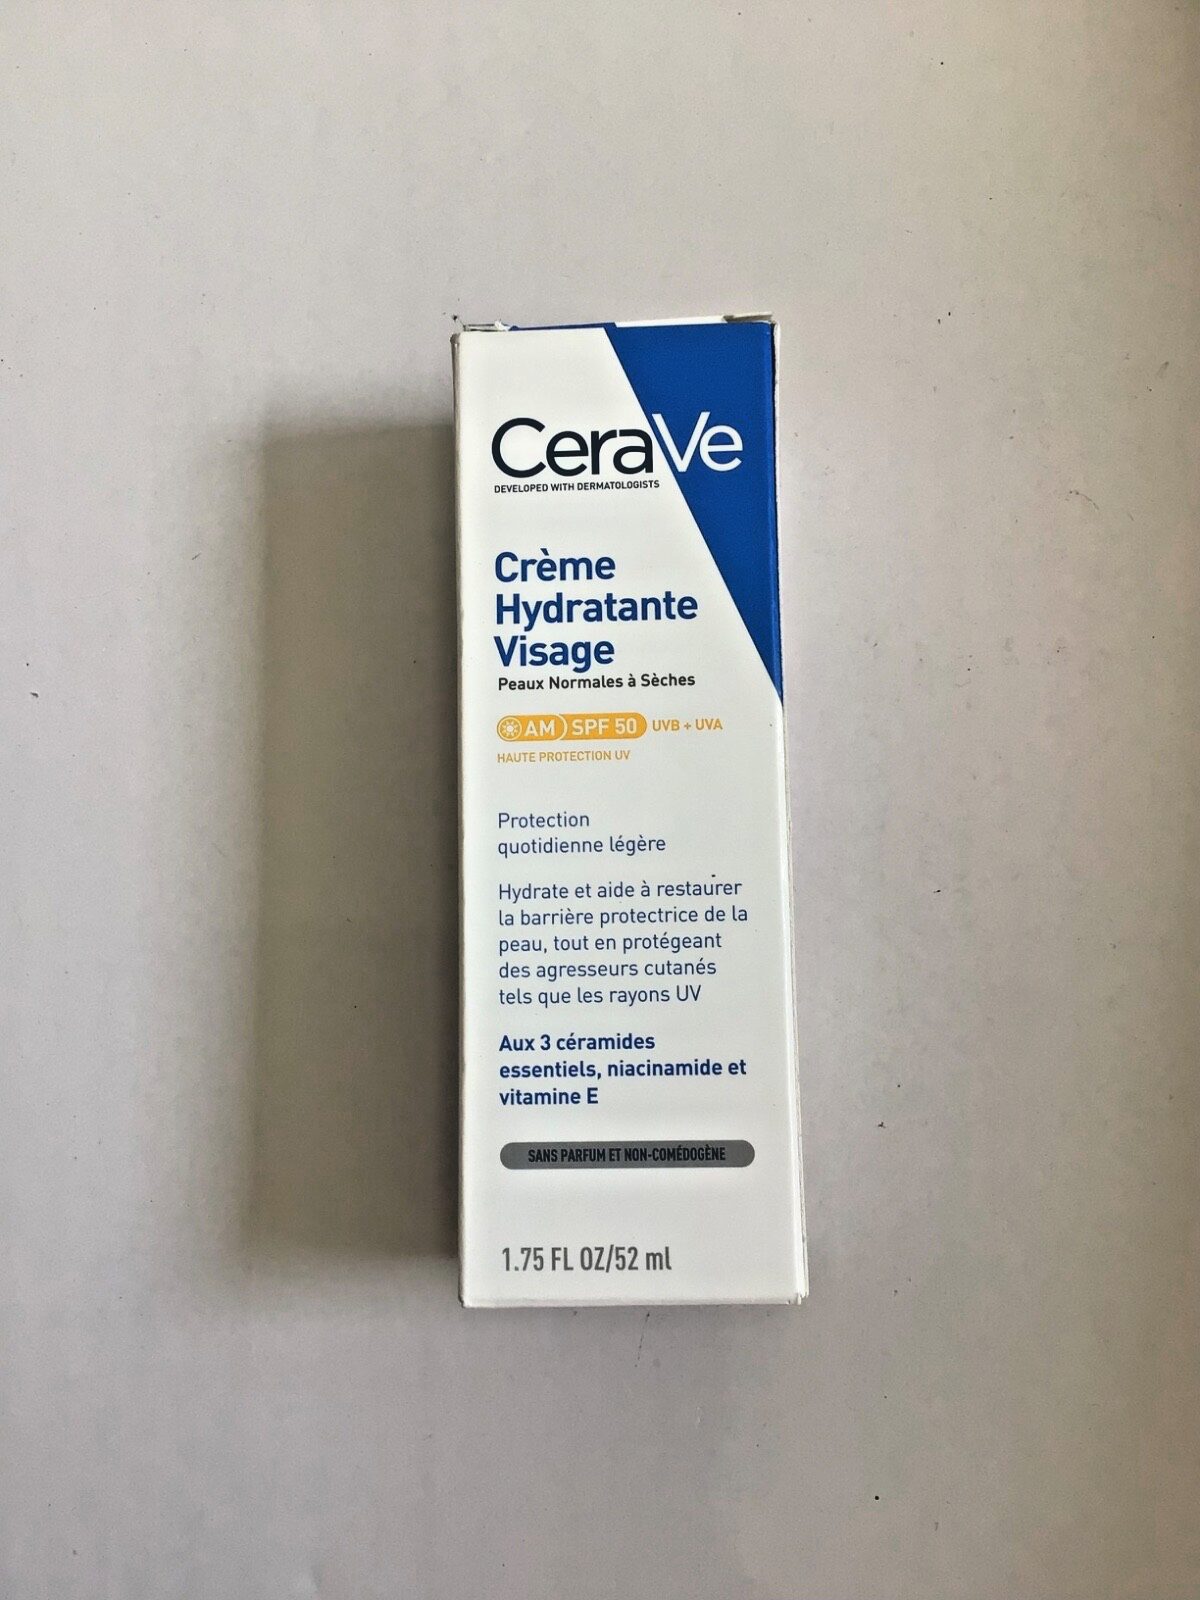 CeraVe
DEVELOPED WITH DERMATOLOGISTS
Crème
Hydratante
Visage
Peaux Normales à Sèches
AM SPF 50 UVB + UVA
HAUTE PROTECTION UV
Protection
quotidienne légère
Hydrate et aide à restaurer
la barrière protectrice de la
peau, tout en protégeant
des agresseurs cutanés
tels que les rayons UV
Aux 3 céramides
essentiels, niacinamide et
vitamine E
SANS PARFUM ET NON-COMÉDOGÈNE
1.75 FL OZ/52 ml